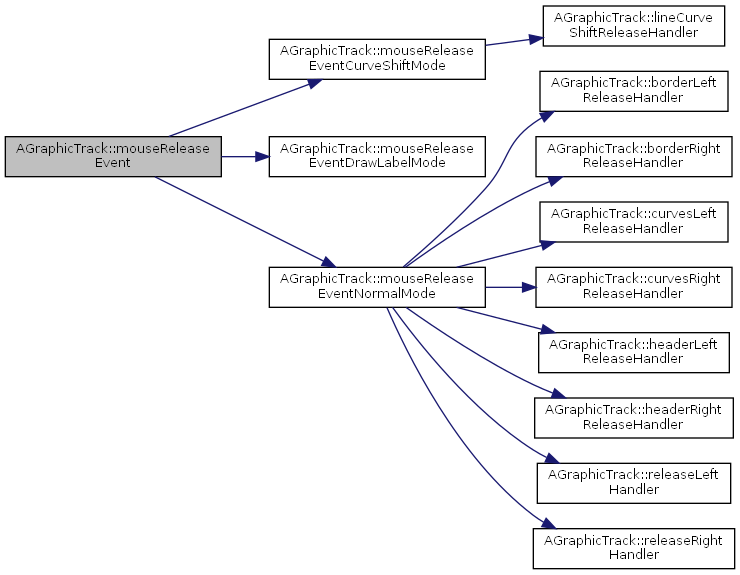 AGraphicTrack::mouseRelease
Event
AGraphicTrack::mouseRelease
EventCurveShiftMode
AGraphicTrack::lineCurve
ShiftReleaseHandler
AGraphicTrack::mouseRelease
EventDrawLabelMode
AGraphicTrack::mouseRelease
EventNormalMode
AGraphicTrack::borderLeft
ReleaseHandler
AGraphicTrack::borderRight
ReleaseHandler
AGraphicTrack::curvesLeft
ReleaseHandler
AGraphicTrack::curvesRight
ReleaseHandler
AGraphicTrack::headerLeft
ReleaseHandler
AGraphicTrack::headerRight
ReleaseHandler
AGraphicTrack::releaseLeft
Handler
AGraphicTrack::releaseRight
Handler